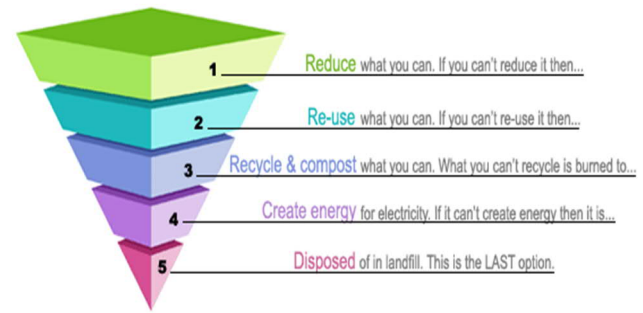 1 Reduce what you can. If you can't reduce it then...
2 Re-use what you can. If you can't re-use it then...
3 Recycle & compost what you can. What you can't recycle is burned to...
4 Create energy for electricity. If it can't create energy then it is...
5 Disposed of in landfill. This is the LAST option.